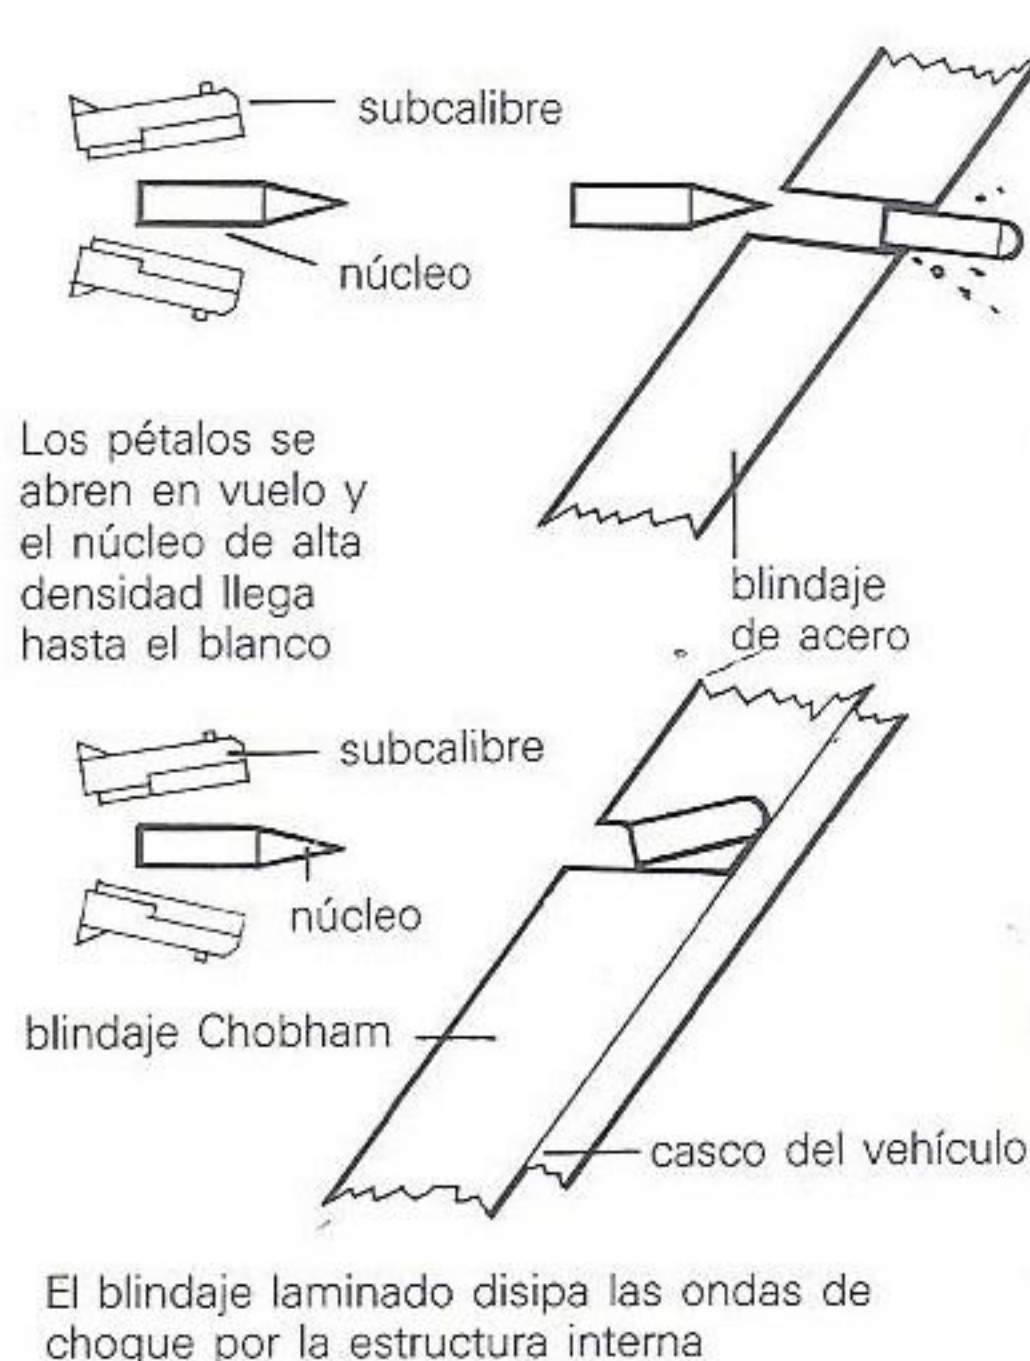 subcalibre
núcleo
Los pétalos se
abren en vuelo y
el núcleo de alta
densidad llega
hasta el blanco
blindaje
de acero
subcalibre
núcleo
blindaje Chobham
casco del vehículo
El blindaje laminado disipa las ondas de
choque por la estructura interna